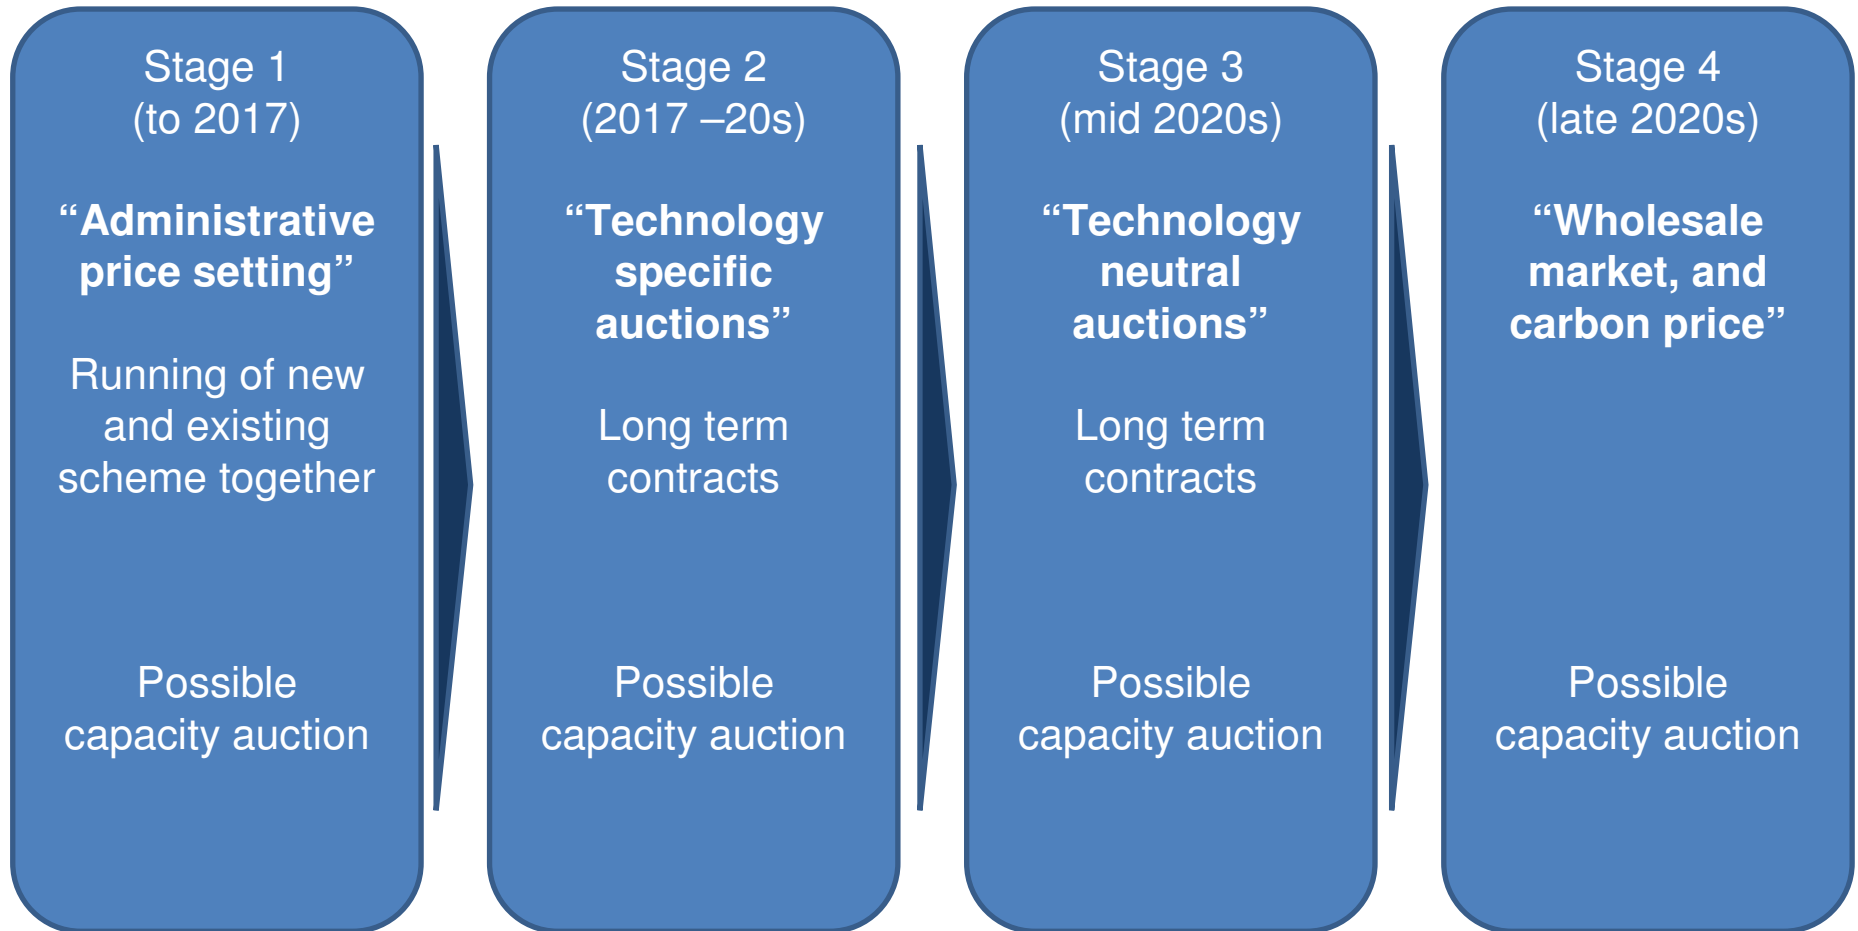 Stage 1
(to 2017)
“Administrative
price setting”
Running of new
and existing
scheme together
Possible
capacity auction
Stage 2
(2017 –20s)
“Technology
specific
auctions”
Long term
contracts
Possible
capacity auction
Stage 3
(mid 2020s)
“Technology
neutral
auctions”
Long term
contracts
Possible
capacity auction
Stage 4
(late 2020s)
“Wholesale
market, and
carbon price”
Possible
capacity auction